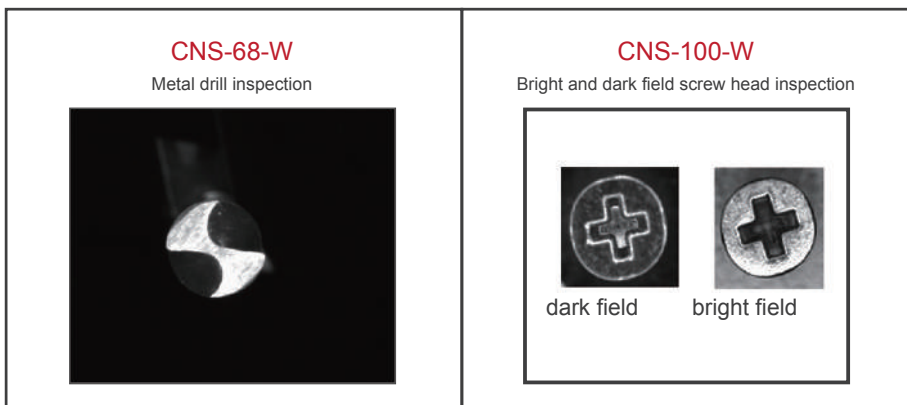 CNS-68-W
Metal drill inspection
CNS-100-W
Bright and dark field screw head inspection
dark field
bright field